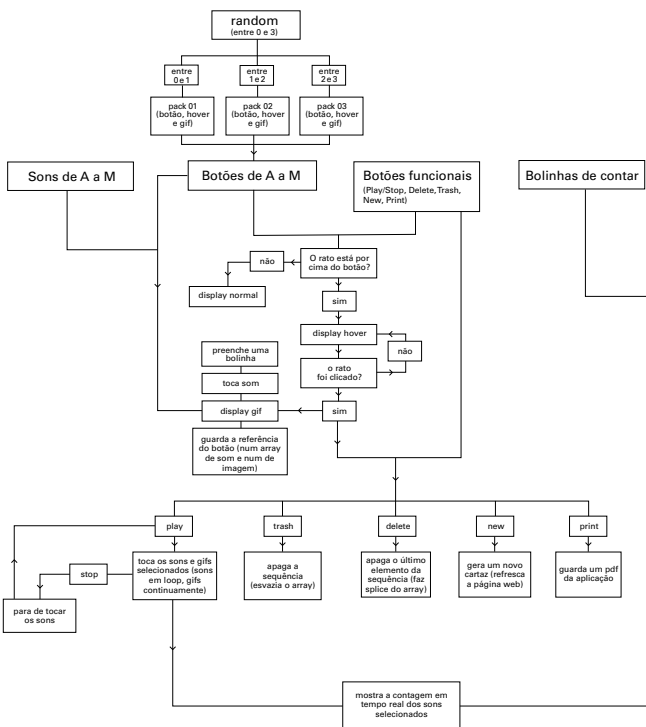 random
(entre 0 e 3)
entre
0 e 1
entre
1 e 2
entre
2 e 3
pack 01
(botão, hover
e gif)
pack 02
(botão, hover
e gif)
pack 03
(botão, hover
e gif)
Sons de A a M
Botões de A a M
Botões funcionais
(Play/Stop, Delete,Trash,
New, Print)
Bolinhas de contar
não
O rato está por
cima do botão?
display normal
sim
display hover
não
preenche uma
bolinha
toca som
o rato
foi clicado?
display gif
sim
guarda a referência
do botão (num array
de som e num de
imagem)
play
trash
delete
new
print
stop
toca os sons e gifs
selecionados (sons
em loop, gifs
continuamente)
apaga a
sequência
(esvazia o array)
apaga o último
elemento da
sequência (faz
splice do array)
gera um novo
cartaz (refresca
a página web)
guarda um pdf
da aplicação
para de tocar
os sons
mostra a contagem em
tempo real dos sons
selecionados